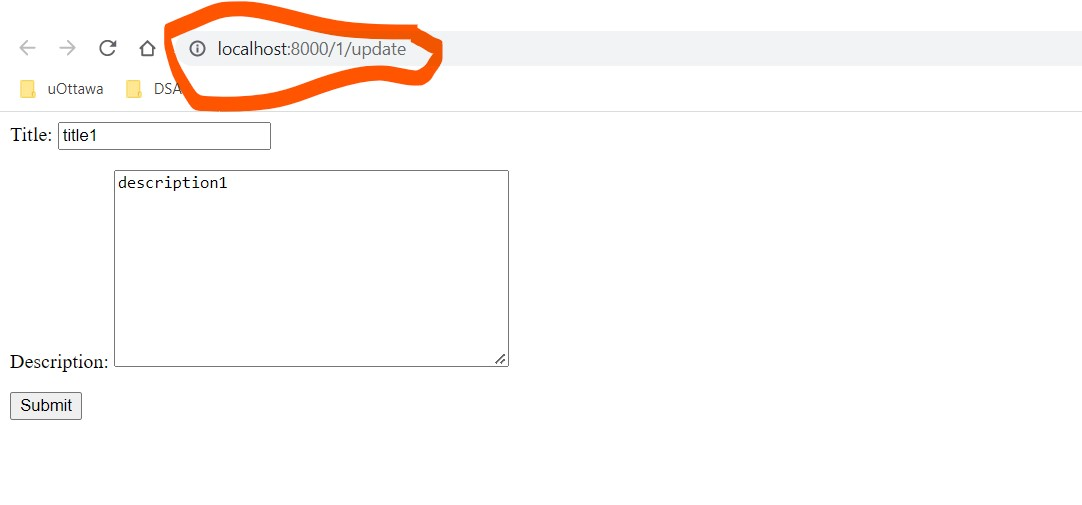 localhost:8000/1/update
uOttawa DSA
Title: title1
description1
Description:
Submit